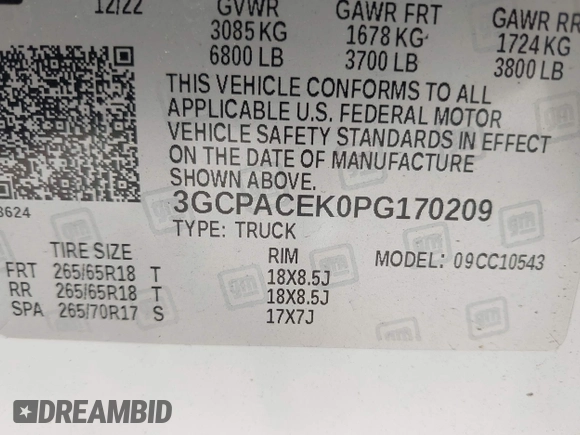 12/22
GVWR GAWR FRT GAWR RR
3085 KG 1678 KG 1724 KG
6800 LB 3700 LB 3800 LB
THIS VEHICLE CONFORMS TO ALL
APPLICABLE U.S. FEDERAL MOTOR
VEHICLE SAFETY STANDARDS IN EFFECT
ON THE DATE OF MANUFACTURE
SHOWN ABOVE.
3624
3GCPACEK0PG170209
TYPE: TRUCK
TIRE SIZE RIM MODEL: 09CC10543
FRT 265/65R18 T 18X8.5J
RR 265/65R18 T 18X8.5J
SPA 265/70R17 S 17X7J
gm
DREAMBID